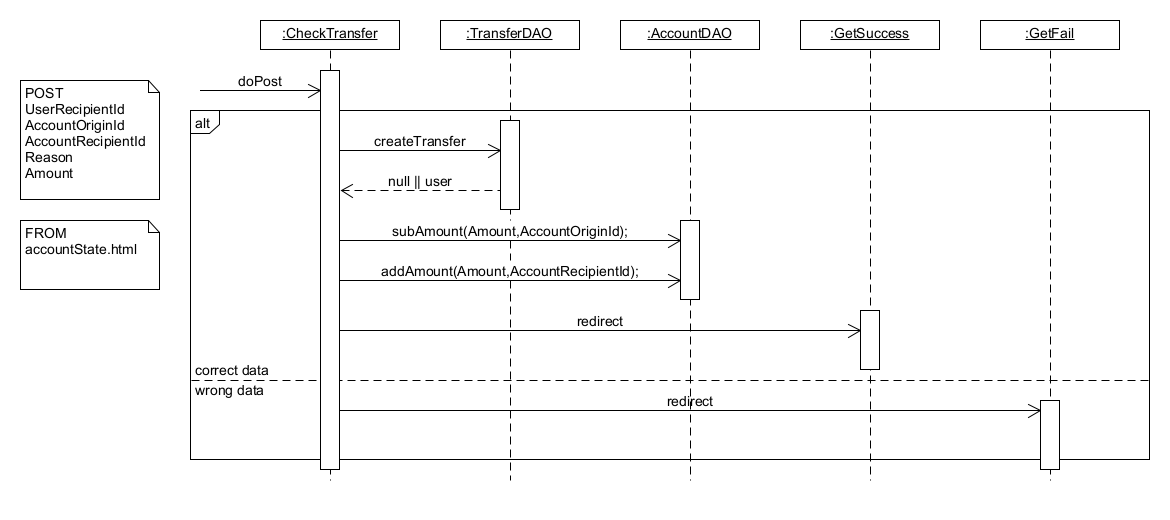 :CheckTransfer
:TransferDAO
:AccountDAO
:GetSuccess
:GetFail
POST
UserRecipientId
AccountOriginId
AccountRecipientId
Reason
Amount
doPost
alt
createTransfer
null || user
FROM
accountState.html
subAmount(Amount,AccountOriginId);
addAmount(Amount,AccountRecipientId);
redirect
correct data
wrong data
redirect